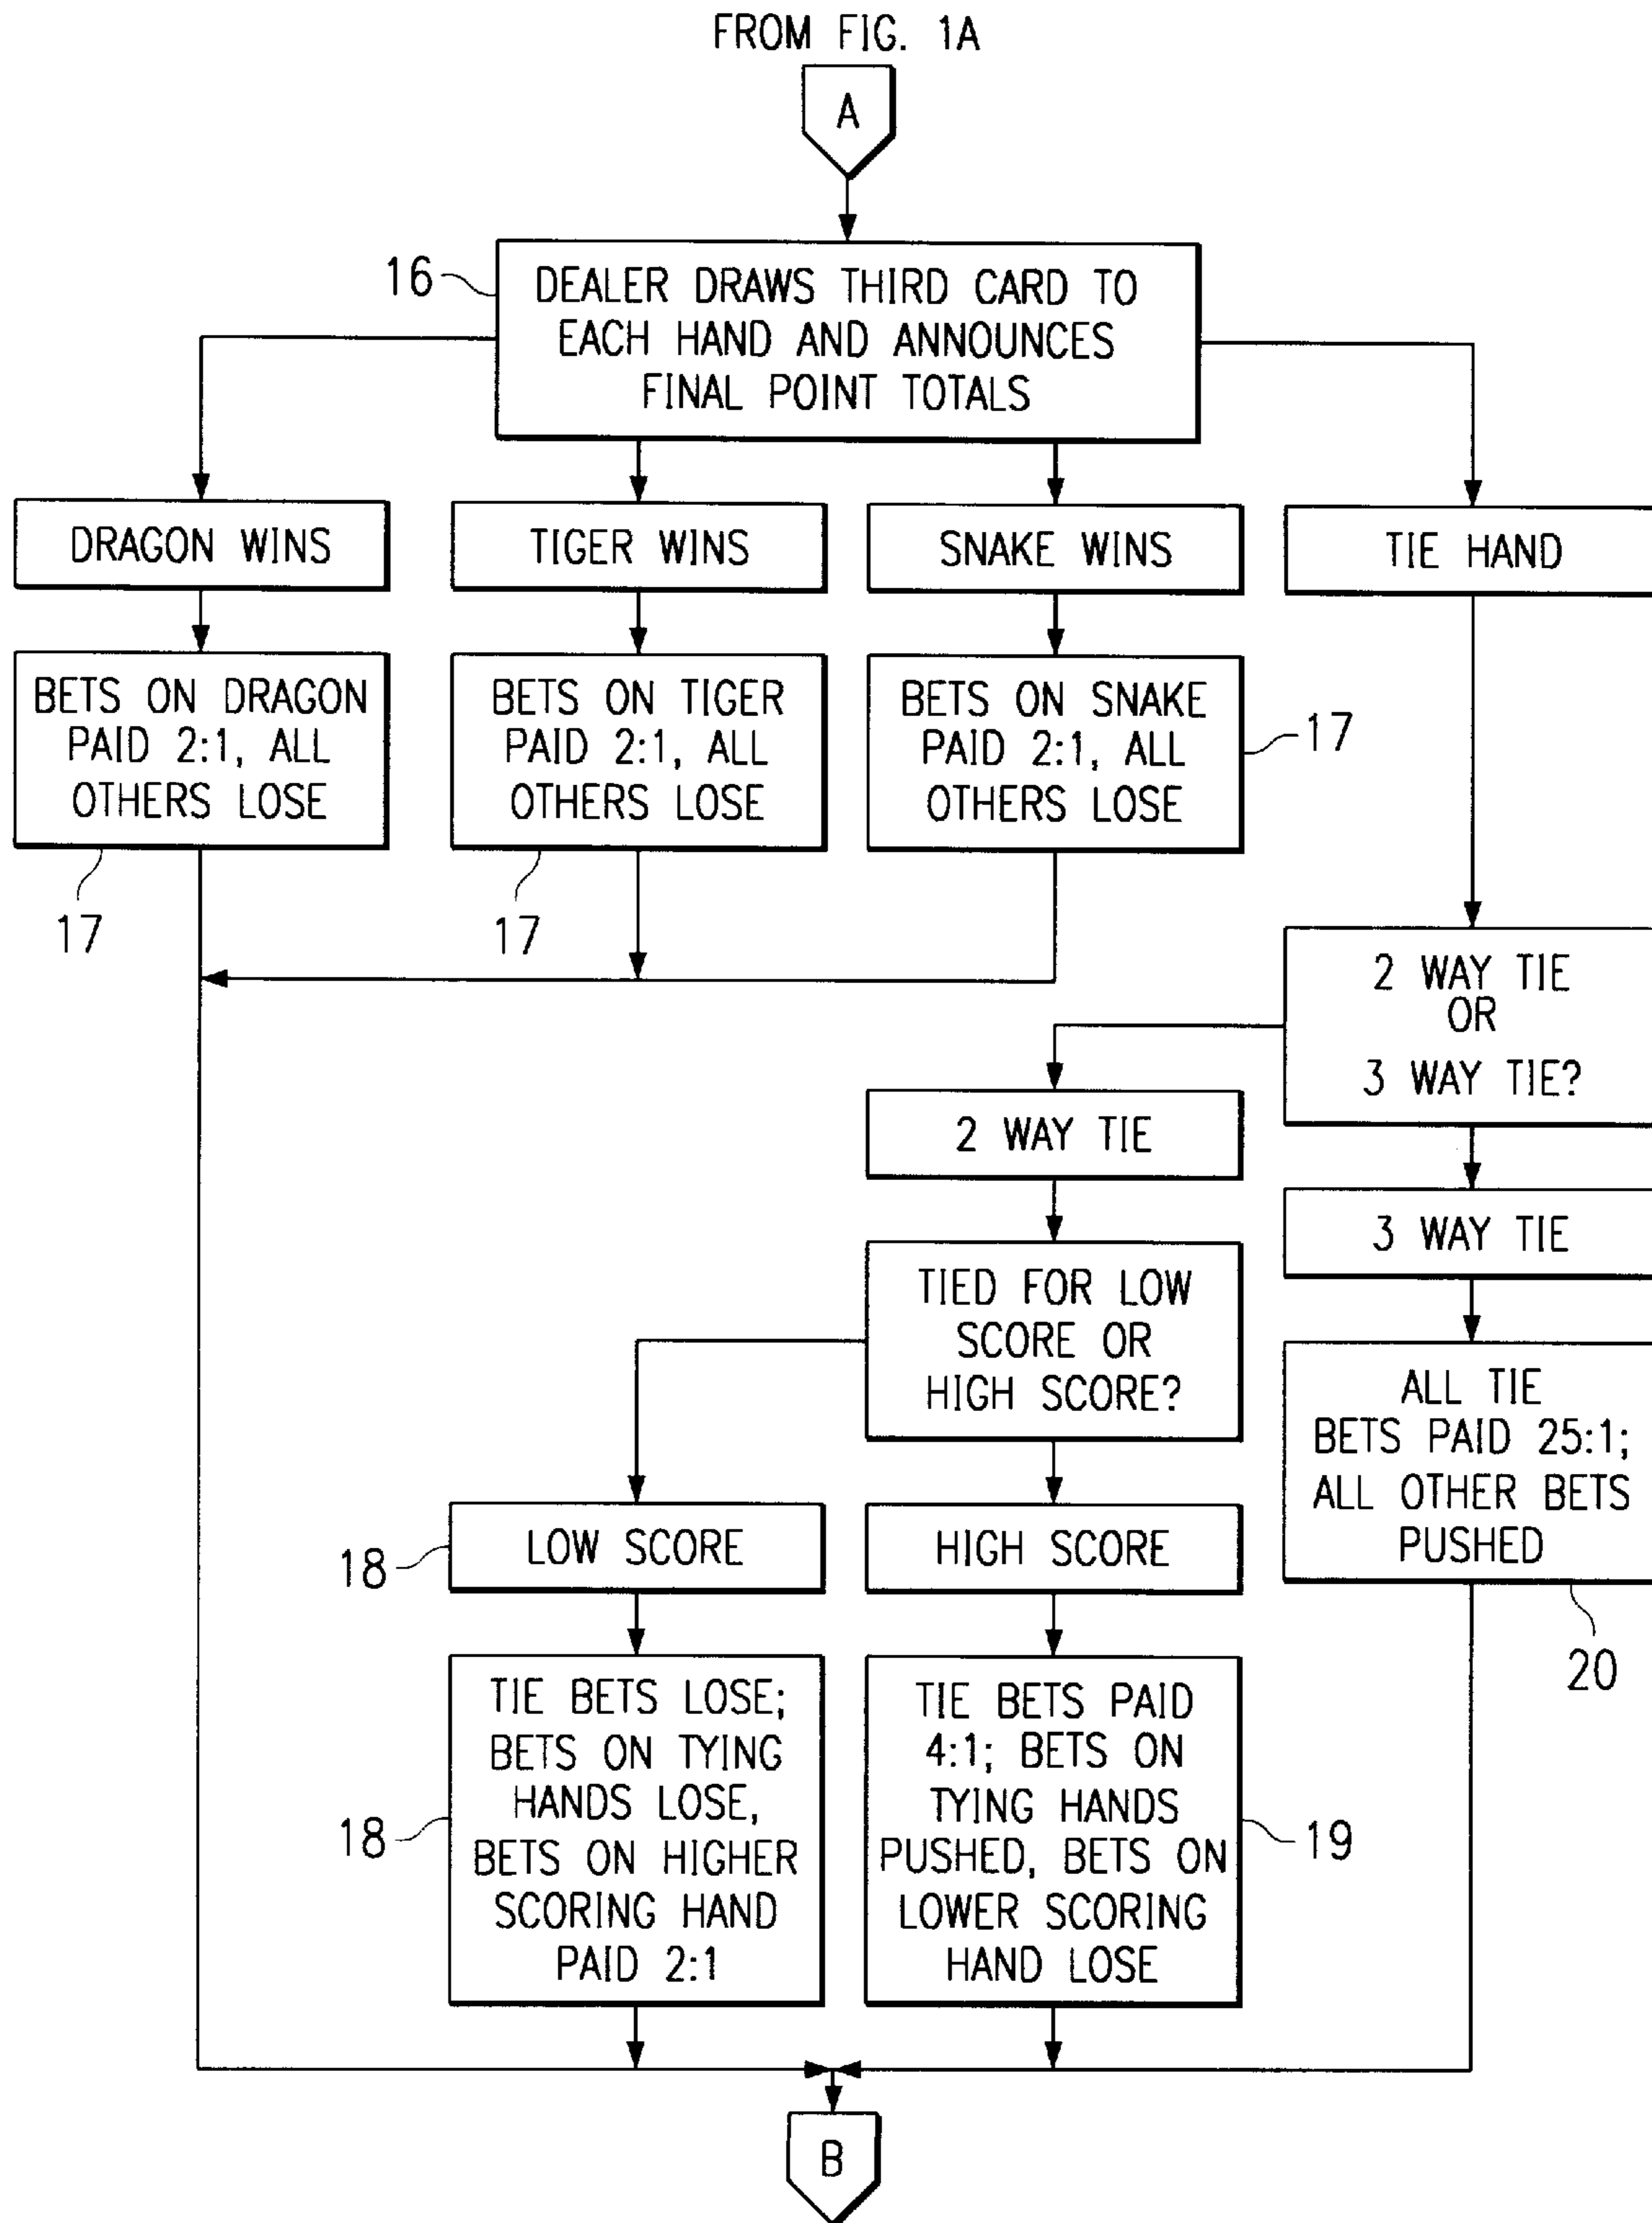 FROM FIG. 1A
A
16
DEALER DRAWS THIRD CARD TO
EACH HAND AND ANNOUNCES
FINAL POINT TOTALS
DRAGON WINS
TIGER WINS
SNAKE WINS
TIE HAND
BETS ON DRAGON
PAID 2:1, ALL
OTHERS LOSE
17
BETS ON TIGER
PAID 2:1, ALL
OTHERS LOSE
17
BETS ON SNAKE
PAID 2:1, ALL
OTHERS LOSE
17
2 WAY TIE
OR
3 WAY TIE?
2 WAY TIE
3 WAY TIE
TIED FOR LOW
SCORE OR
HIGH SCORE?
ALL TIE
BETS PAID 25:1;
ALL OTHER BETS
PUSHED
20
18
LOW SCORE
HIGH SCORE
18
TIE BETS LOSE;
BETS ON TYING
HANDS LOSE,
BETS ON HIGHER
SCORING HAND
PAID 2:1
TIE BETS PAID
4:1; BETS ON
TYING HANDS
PUSHED, BETS ON
LOWER SCORING
HAND LOSE
19
B